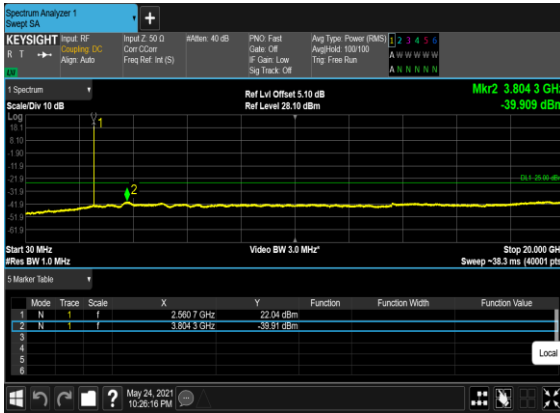 Spectrum Analyzer 1
Swept SA
+
KEYSIGHT Input: RF Input Z: 50 Ω #Atten: 40 dB PNO: Fast Avg Type: Power (RMS) 1 2 3 4 5 6
R T Coupling: DC Corr CCorr Gate: Off Avg|Hold: 100/100 A W W W W W
Align: Auto Freq Ref: Int (S) IF Gain: Low Trig: Free Run
Sig Track: Off A N N N N N
1 Spectrum Ref Lvl Offset 5.10 dB Mkr2 3.804 3 GHz
Scale/Div 10 dB Ref Level 28.10 dBm -39.909 dBm
Log
18.1
8.10
-1.90
-11.9
-21.9
DL1 -25.00 dBm
-31.9
-41.9
-51.9
-61.9
1
2
Start 30 MHz Video BW 3.0 MHz* Stop 20.000 GHz
#Res BW 1.0 MHz Sweep ~38.3 ms (40001 pts)
5 Marker Table
Mode Trace Scale X Y Function Function Width Function Value
1 N 1 f 2.560 7 GHz 22.04 dBm
2 N 1 f 3.804 3 GHz -39.91 dBm
3
4
5
6
Local
? May 24, 2021
10:26:16 PM